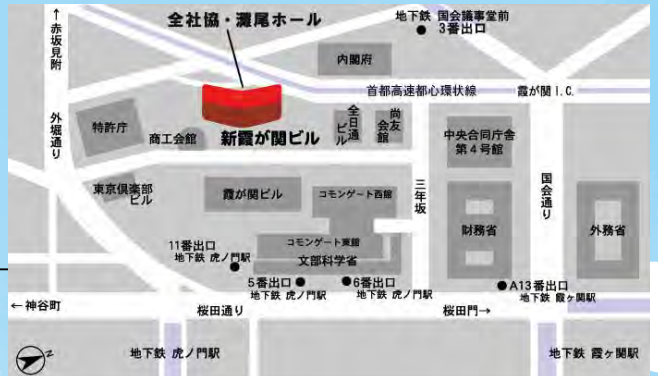 全社協・灘尾ホール
地下鉄 国会議事堂前
3番出口
←赤坂見附
内閣府
首都高速都心環状線
霞が関 I.C.
外堀通り
特許庁
商工会館
新霞が関ビル
全日通
ビル
尚友
会館
中央合同庁舎
第4号館
東京倶楽部
ビル
霞が関ビル
コモンゲート西館
三年坂
国会通り
財務省
外務省
コモンゲート東館
文部科学省
11番出口
地下鉄 虎ノ門駅
5番出口
地下鉄 虎ノ門駅
6番出口
地下鉄 虎ノ門駅
A13番出口
地下鉄 霞ヶ関駅
←神谷町
桜田通り
桜田門→
Z
地下鉄 虎ノ門駅
地下鉄 霞ヶ関駅